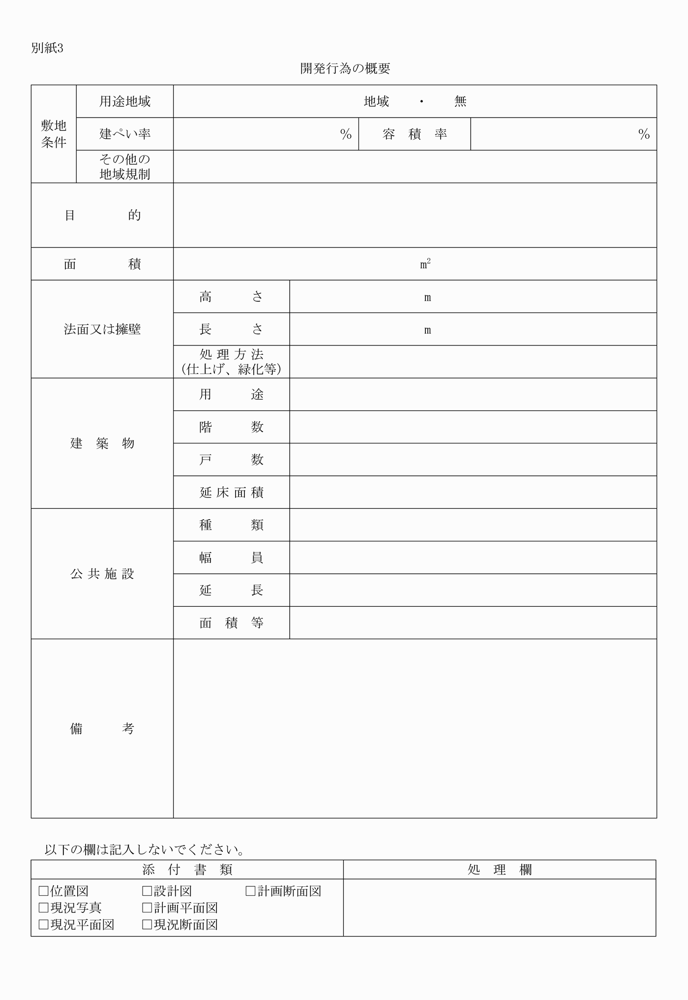 別紙3
開発行為の概要
敷地
条件
用途地域
地域 ・ 無
建ぺい率
%
容積率
%
その他の
地域規制
目的
面積
m²
法面又は擁壁
高さ
m
長さ
m
処理方法
(仕上げ、緑化等)
建築物
用途
階数
戸数
延床面積
公共施設
種類
幅員
延長
面積等
備考
以下の欄は記入しないでください。
添付書類
処理欄
□位置図 □設計図 □計画断面図
□現況写真 □計画平面図
□現況平面図 □現況断面図